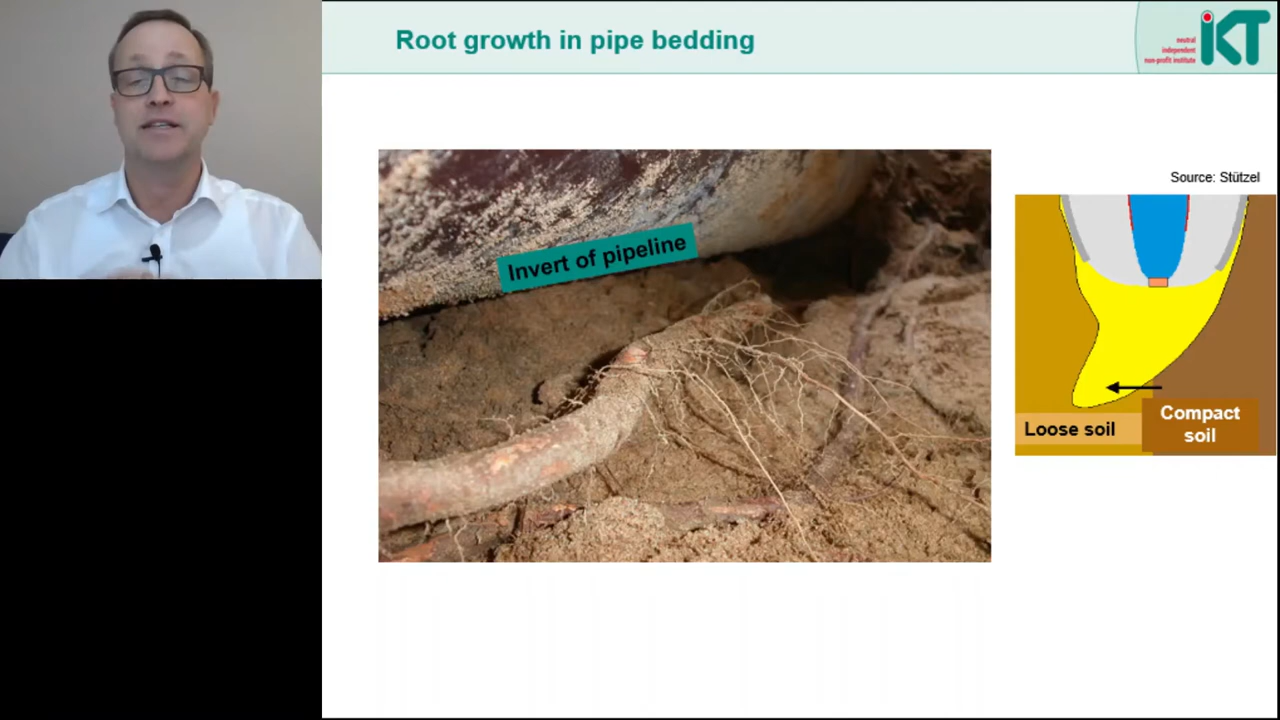 Root growth in pipe bedding
neutral
independent
non-profit institute
iKT
Source: Stützel
Invert of pipeline
Loose soil
Compact
soil